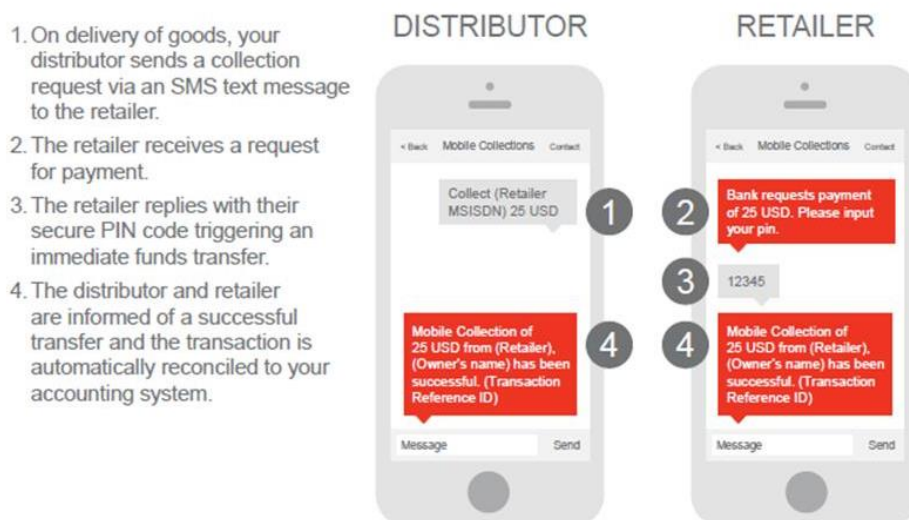 1. On delivery of goods, your
distributor sends a collection
request via an SMS text message
to the retailer.
2. The retailer receives a request
for payment.
3. The retailer replies with their
secure PIN code triggering an
immediate funds transfer.
4. The distributor and retailer
are informed of a successful
transfer and the transaction is
automatically reconciled to your
accounting system.
DISTRIBUTOR
< Back Mobile Collections Contact
Collect (Retailer
MSISDN) 25 USD
1
Mobile Collection of
25 USD from (Retailer),
(Owner's name) has been
successful. (Transaction
Reference ID)
4
Message Send
RETAILER
< Back Mobile Collections Contact
2
Bank requests payment
of 25 USD. Please input
your pin.
3
12345
4
Mobile Collection of
25 USD from (Retailer),
(Owner's name) has been
successful. (Transaction
Reference ID)
Message Send